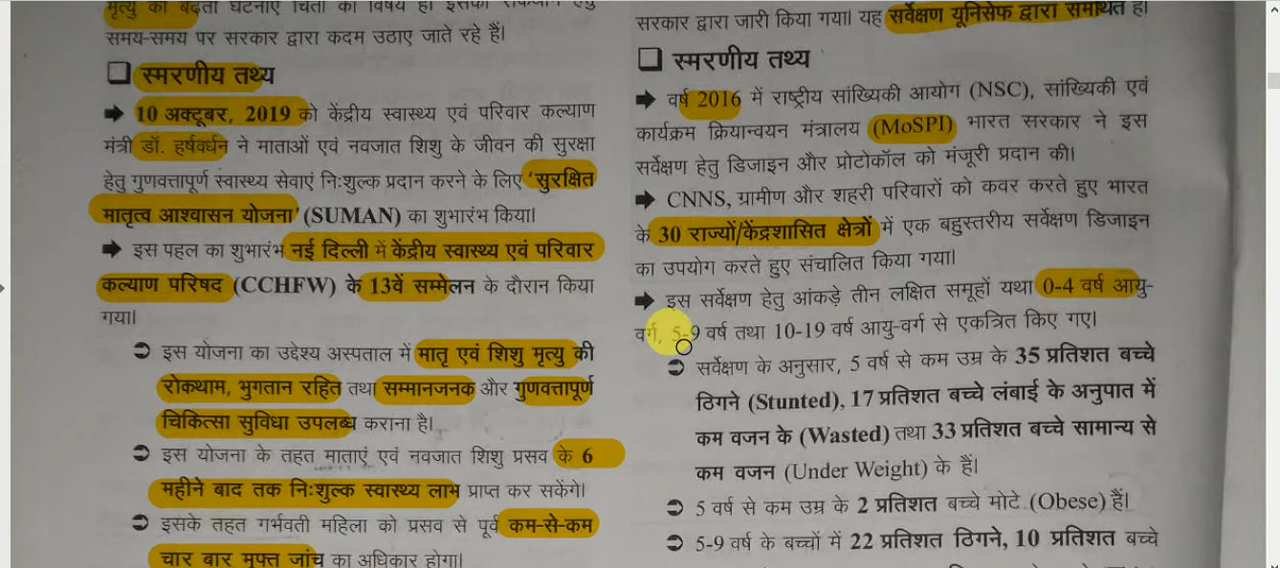 मृत्यु की बढ़ती घटनाएं चिंता का विषय हैं। इसकी
समय-समय पर सरकार द्वारा कदम उठाए जाते रहे हैं।
❑ स्मरणीय तथ्य
➡ 10 अक्टूबर, 2019 को केंद्रीय स्वास्थ्य एवं परिवार कल्याण
मंत्री डॉ. हर्षवर्धन ने माताओं एवं नवजात शिशु के जीवन की सुरक्षा
हेतु गुणवत्तापूर्ण स्वास्थ्य सेवाएं निःशुल्क प्रदान करने के लिए 'सुरक्षित
मातृत्व आश्वासन योजना' (SUMAN) का शुभारंभ किया।
➡ इस पहल का शुभारंभ नई दिल्ली में केंद्रीय स्वास्थ्य एवं परिवार
कल्याण परिषद (CCHFW) के 13वें सम्मेलन के दौरान किया
गया।
➲ इस योजना का उद्देश्य अस्पताल में मातृ एवं शिशु मृत्यु की
रोकथाम, भुगतान रहित तथा सम्मानजनक और गुणवत्तापूर्ण
चिकित्सा सुविधा उपलब्ध कराना है।
➲ इस योजना के तहत माताएं एवं नवजात शिशु प्रसव के 6
महीने बाद तक निःशुल्क स्वास्थ्य लाभ प्राप्त कर सकेंगे।
➲ इसके तहत गर्भवती महिला को प्रसव से पूर्व कम-से-कम
चार बार मुफ्त जांच का अधिकार होगा।
सरकार द्वारा जारी किया गया। यह सर्वेक्षण यूनिसेफ द्वारा समर्थित है।
❑ स्मरणीय तथ्य
➡ वर्ष 2016 में राष्ट्रीय सांख्यिकी आयोग (NSC), सांख्यिकी एवं
कार्यक्रम क्रियान्वयन मंत्रालय (MoSPI) भारत सरकार ने इस
सर्वेक्षण हेतु डिजाइन और प्रोटोकॉल को मंजूरी प्रदान की।
➡ CNNS, ग्रामीण और शहरी परिवारों को कवर करते हुए भारत
के 30 राज्यों/केंद्रशासित क्षेत्रों में एक बहुस्तरीय सर्वेक्षण डिजाइन
का उपयोग करते हुए संचालित किया गया।
➡ इस सर्वेक्षण हेतु आंकड़े तीन लक्षित समूहों यथा 0-4 वर्ष आयु-
वर्ग, 5-9 वर्ष तथा 10-19 वर्ष आयु-वर्ग से एकत्रित किए गए।
➲ सर्वेक्षण के अनुसार, 5 वर्ष से कम उम्र के 35 प्रतिशत बच्चे
ठिगने (Stunted), 17 प्रतिशत बच्चे लंबाई के अनुपात में
कम वजन के (Wasted) तथा 33 प्रतिशत बच्चे सामान्य से
कम वजन (Under Weight) के हैं।
➲ 5 वर्ष से कम उम्र के 2 प्रतिशत बच्चे मोटे (Obese) हैं।
➲ 5-9 वर्ष के बच्चों में 22 प्रतिशत ठिगने, 10 प्रतिशत बच्चे